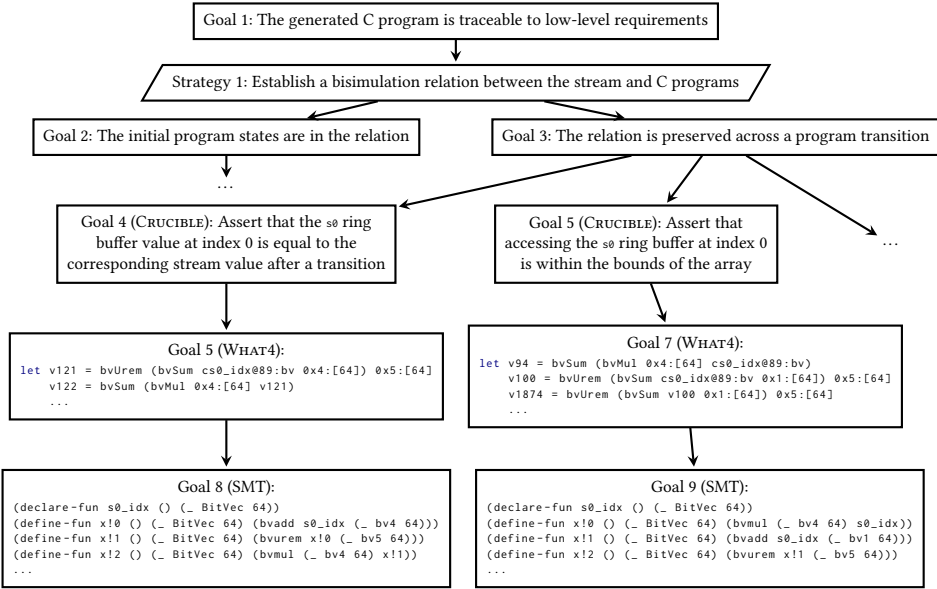 Goal 1: The generated C program is traceable to low-level requirements
Strategy 1: Establish a bisimulation relation between the stream and C programs
Goal 2: The initial program states are in the relation
Goal 3: The relation is preserved across a program transition
...
Goal 4 (CRUCIBLE): Assert that the s0 ring
buffer value at index 0 is equal to the
corresponding stream value after a transition
Goal 5 (CRUCIBLE): Assert that
accessing the s0 ring buffer at index 0
is within the bounds of the array
...
Goal 5 (WHAT4):
let v121 = bvUrem (bvSum cs0_idx@89:bv 0x4:[64]) 0x5:[64]
v122 = bvSum (bvMul 0x4:[64] v121)
...
Goal 7 (WHAT4):
let v94 = bvSum (bvMul 0x4:[64] cs0_idx@89:bv)
v100 = bvUrem (bvSum cs0_idx@89:bv 0x1:[64]) 0x5:[64]
v1874 = bvUrem (bvSum v100 0x1:[64]) 0x5:[64]
...
Goal 8 (SMT):
(declare-fun s0_idx () (_ BitVec 64))
(define-fun x!0 () (_ BitVec 64) (bvadd s0_idx (_ bv4 64)))
(define-fun x!1 () (_ BitVec 64) (bvurem x!0 (_ bv5 64)))
(define-fun x!2 () (_ BitVec 64) (bvmul (_ bv4 64) x!1))
...
Goal 9 (SMT):
(declare-fun s0_idx () (_ BitVec 64))
(define-fun x!0 () (_ BitVec 64) (bvmul (_ bv4 64) s0_idx))
(define-fun x!1 () (_ BitVec 64) (bvadd s0_idx (_ bv1 64)))
(define-fun x!2 () (_ BitVec 64) (bvurem x!1 (_ bv5 64)))
...